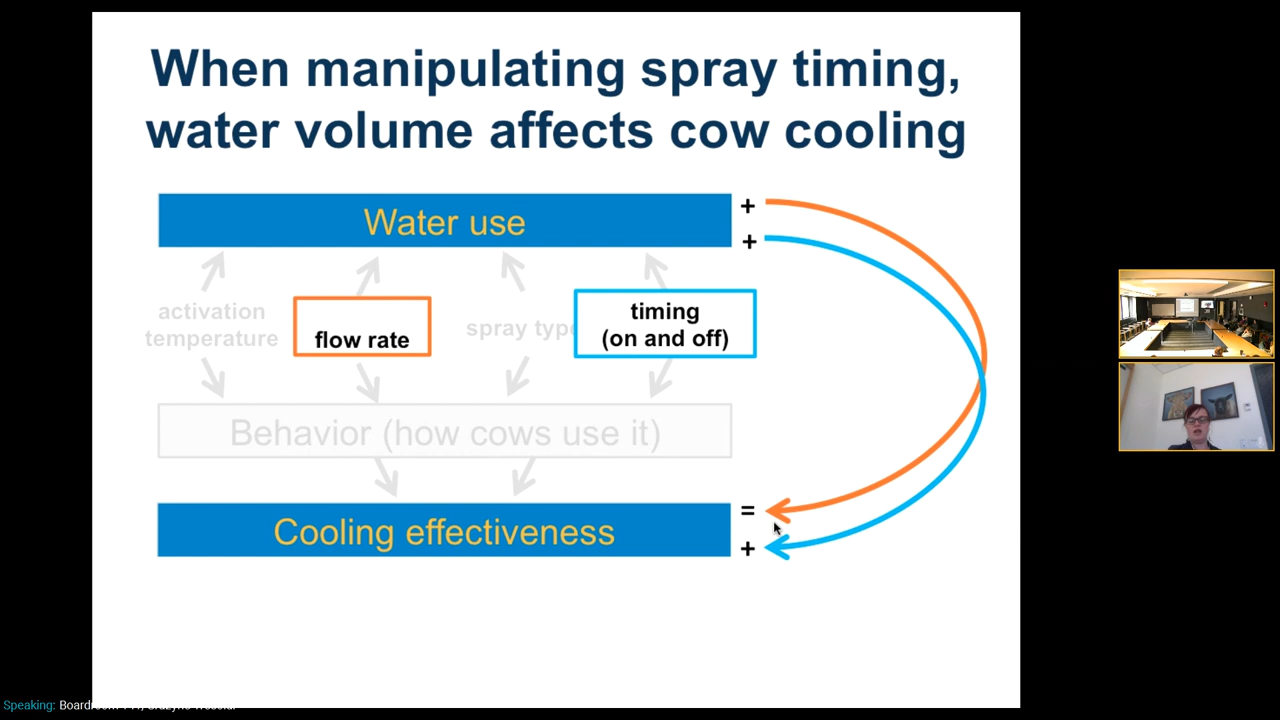 When manipulating spray timing,
water volume affects cow cooling
Water use
+
+
activation
temperature
flow rate
spray type
timing
(on and off)
Behavior (how cows use it)
Cooling effectiveness
=
+
Speaking: